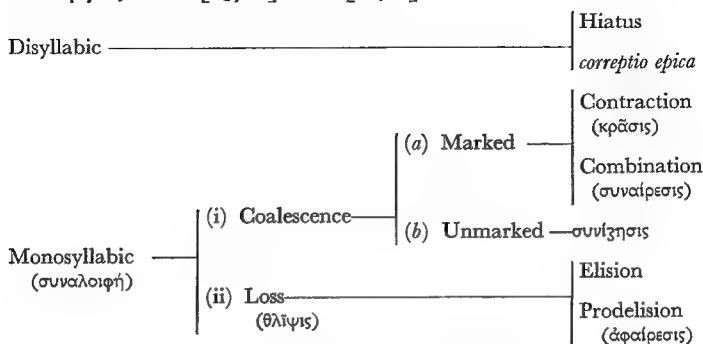 Hiatus
Disyllabic
correptio epica
Contraction
(κρᾶσις)
(a) Marked
Combination
(συναίρεσις)
(i) Coalescence
(b) Unmarked — συνίζησις
Monosyllabic
(συναλοιφή)
Elision
(ii) Loss
(θλῖψις)
Prodelision
(ἀφαίρεσις)